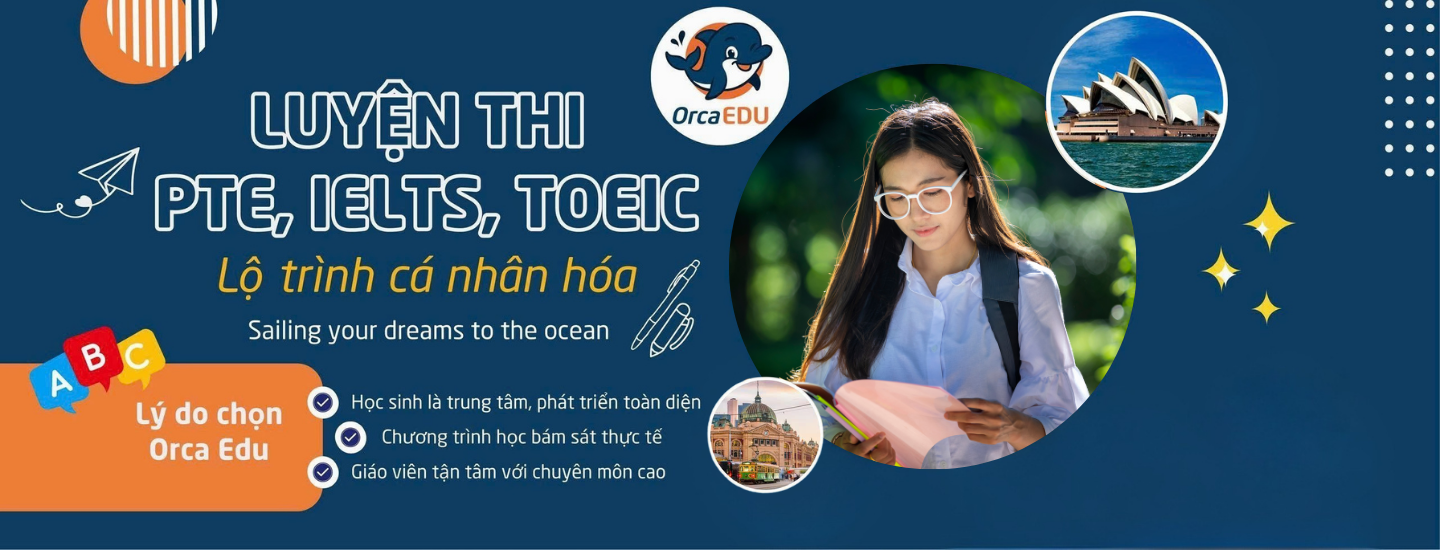 OrcaEDU
LUYỆN THI
PTE, IELTS, TOEIC
Lộ trình cá nhân hóa
Sailing your dreams to the ocean
A B C
Lý do chọn
Orca Edu
Học sinh là trung tâm, phát triển toàn diện
Chương trình học bám sát thực tế
Giáo viên tận tâm với chuyên môn cao